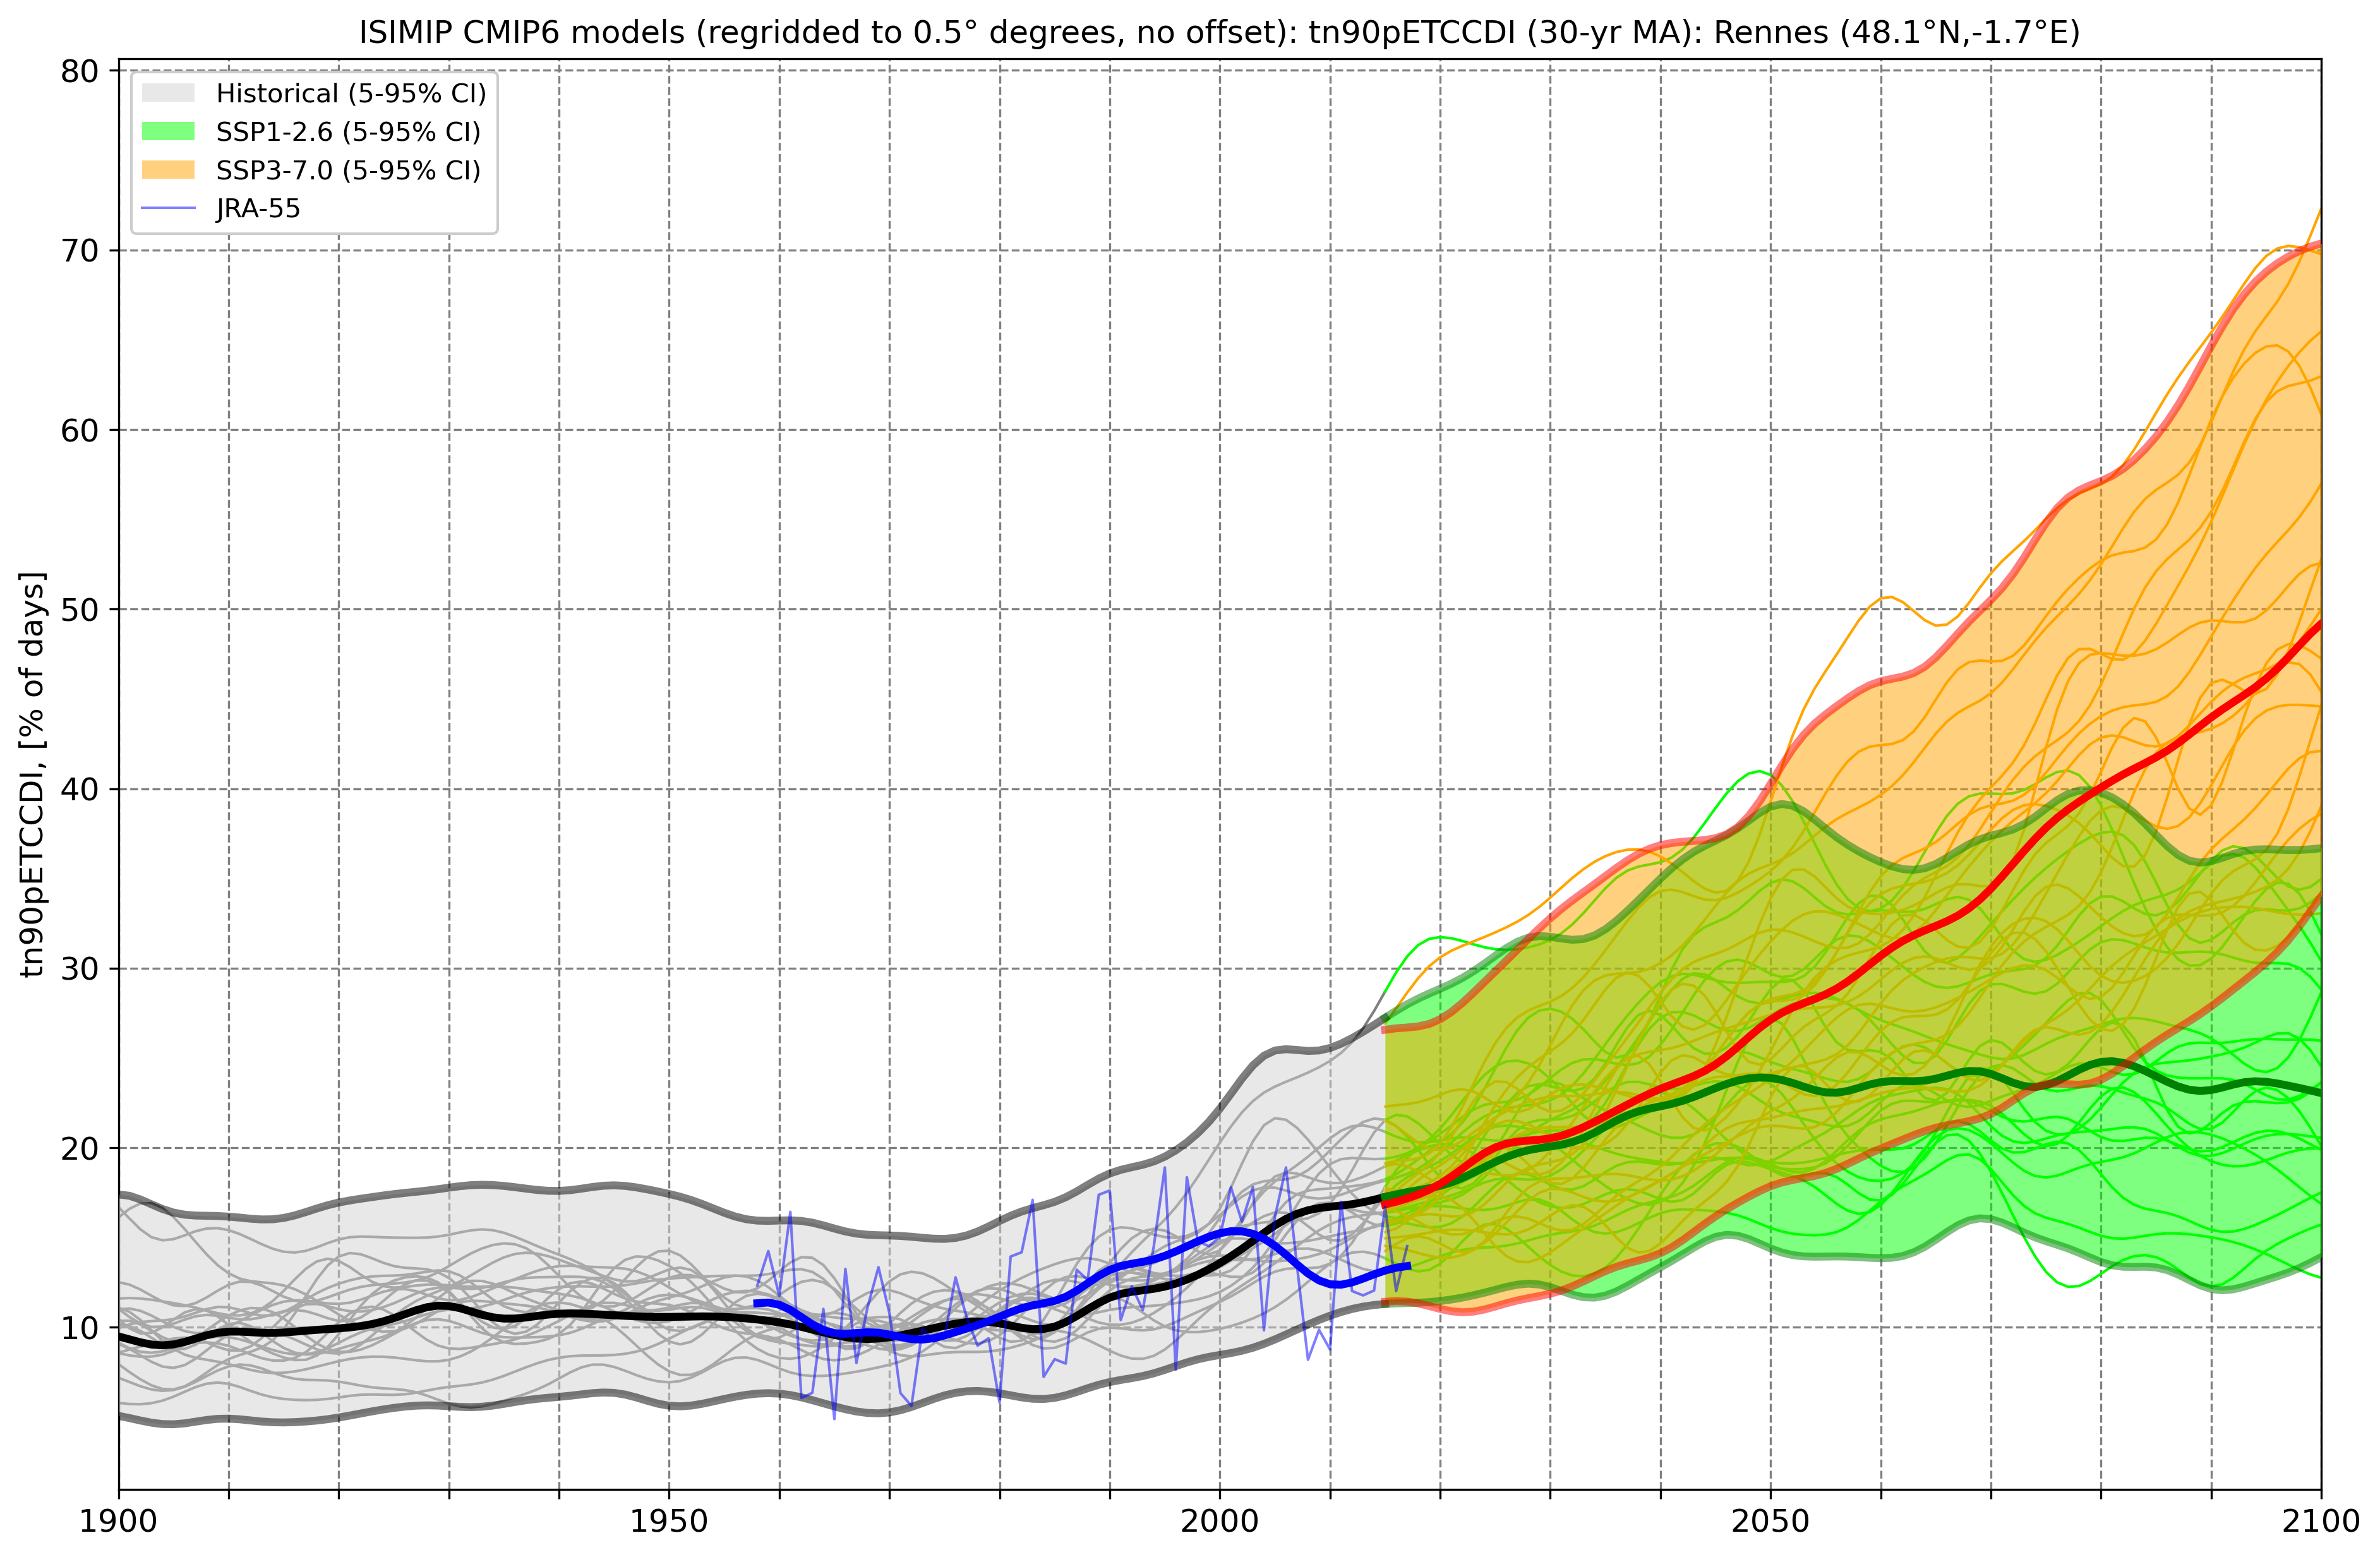 ISIMIP CMIP6 models (regridded to 0.5° degrees, no offset): tn90pETCCDI (30-yr MA): Rennes (48.1°N,-1.7°E)
Historical (5-95% CI)
SSP1-2.6 (5-95% CI)
SSP3-7.0 (5-95% CI)
JRA-55
tn90pETCCDI, [% of days]
80
70
60
50
40
30
20
10
1900 1950 2000 2050 2100